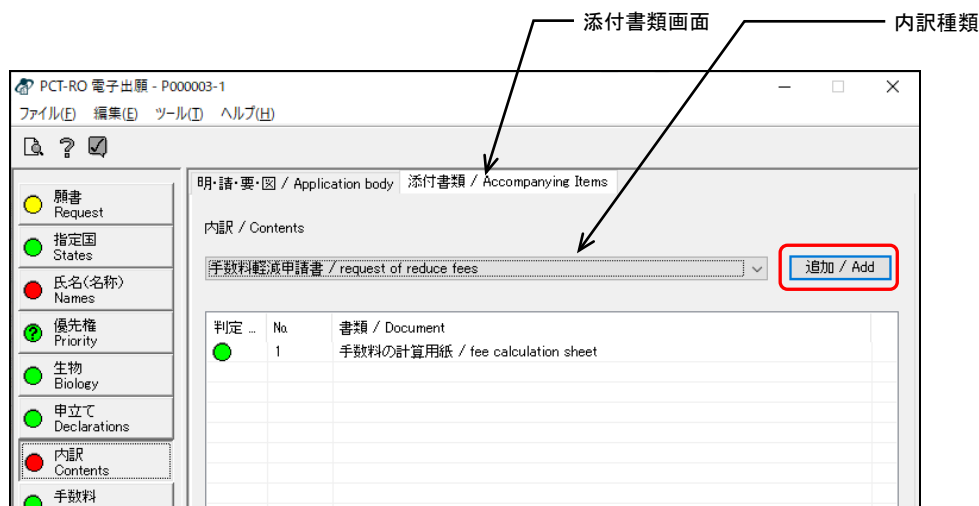 添付書類画面
内訳種類
PCT-RO 電子出願 - P000003-1
ファイル(F) 編集(E) ツール(T) ヘルプ(H)
明・請・要・図 / Application body 添付書類 / Accompanying Items
願書
Request
内訳 / Contents
指定国
States
手数料軽減申請書 / request of reduce fees
追加 / Add
氏名(名称)
Names
判定 ... No. 書類 / Document
優先権
Priority
1 手数料の計算用紙 / fee calculation sheet
生物
Biology
申立て
Declarations
内訳
Contents
手数料